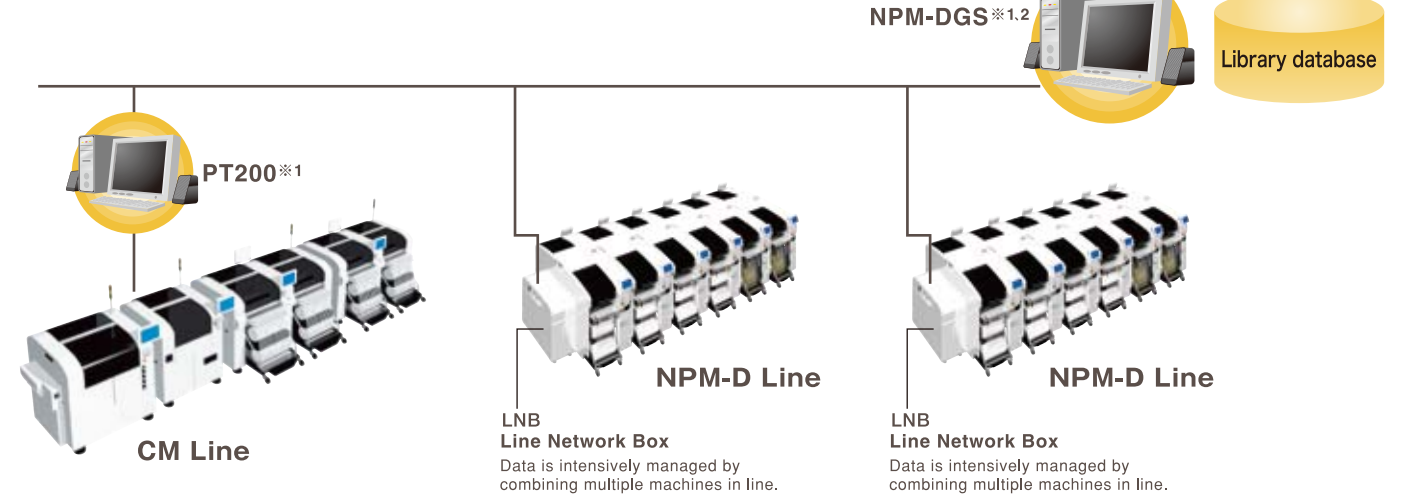 NPM-DGS※1,2
Library database
PT200※1
CM Line
NPM-D Line
LNB
Line Network Box
Data is intensively managed by
combining multiple machines in line.
NPM-D Line
LNB
Line Network Box
Data is intensively managed by
combining multiple machines in line.